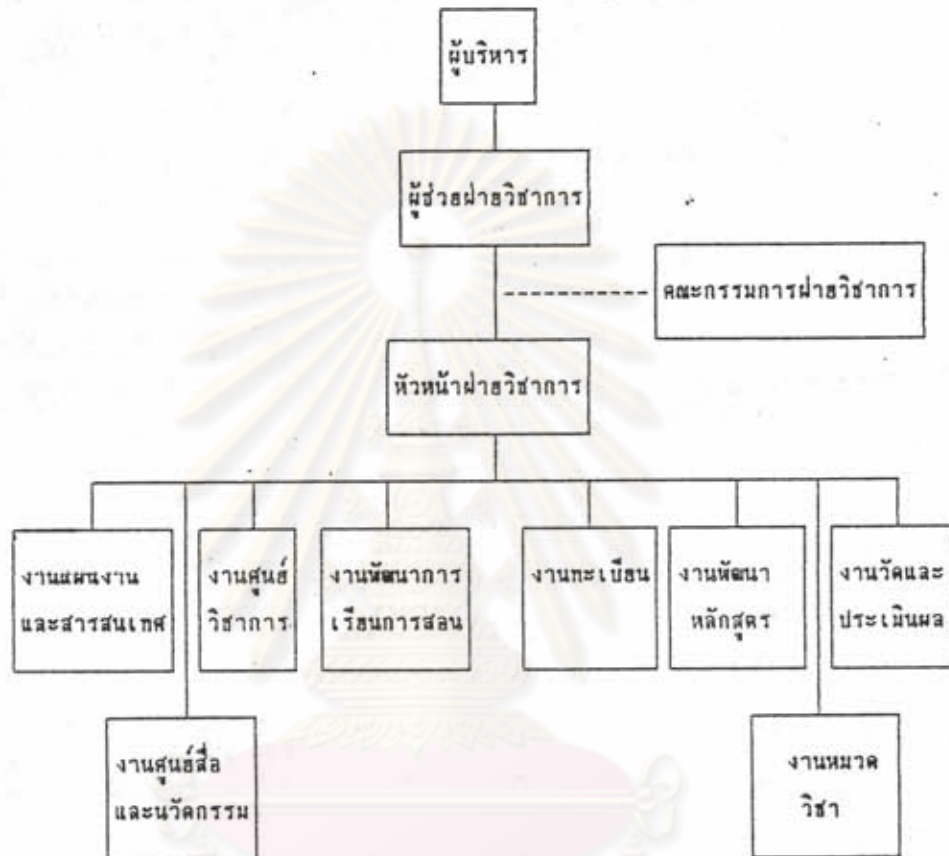 ผู้บริหาร
ผู้ช่วยฝ่ายวิชาการ
คณะกรรมการฝ่ายวิชาการ
หัวหน้าฝ่ายวิชาการ
งานแผนงาน
และสารสนเทศ
งานศูนย์
วิชาการ
งานพัฒนาการ
เรียนการสอน
งานทะเบียน
งานพัฒนา
หลักสูตร
งานวัดและ
ประเมินผล
งานศูนย์สื่อ
และนวัตกรรม
งานหมวด
วิชา